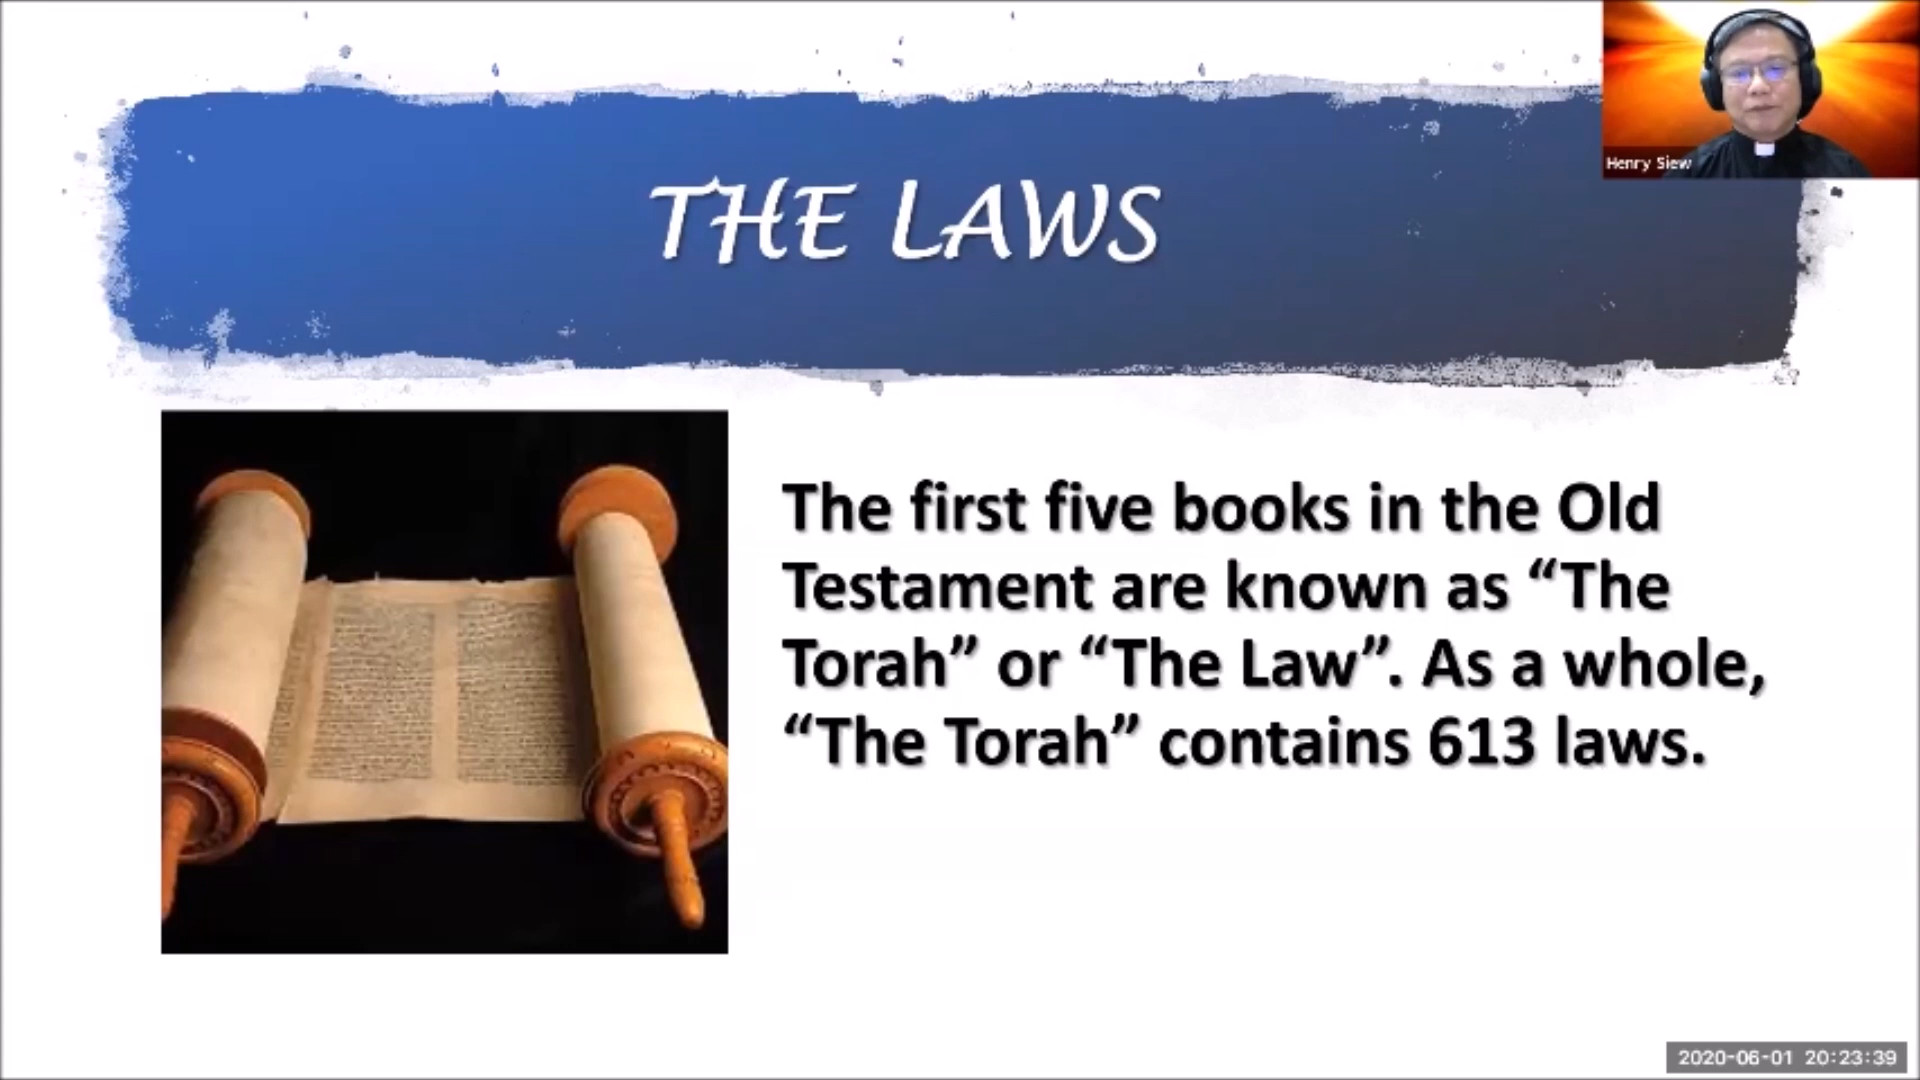 Henry Siew
THE LAWS
The first five books in the Old
Testament are known as “The
Torah” or “The Law”. As a whole,
“The Torah” contains 613 laws.
2020-06-01 20:23:39